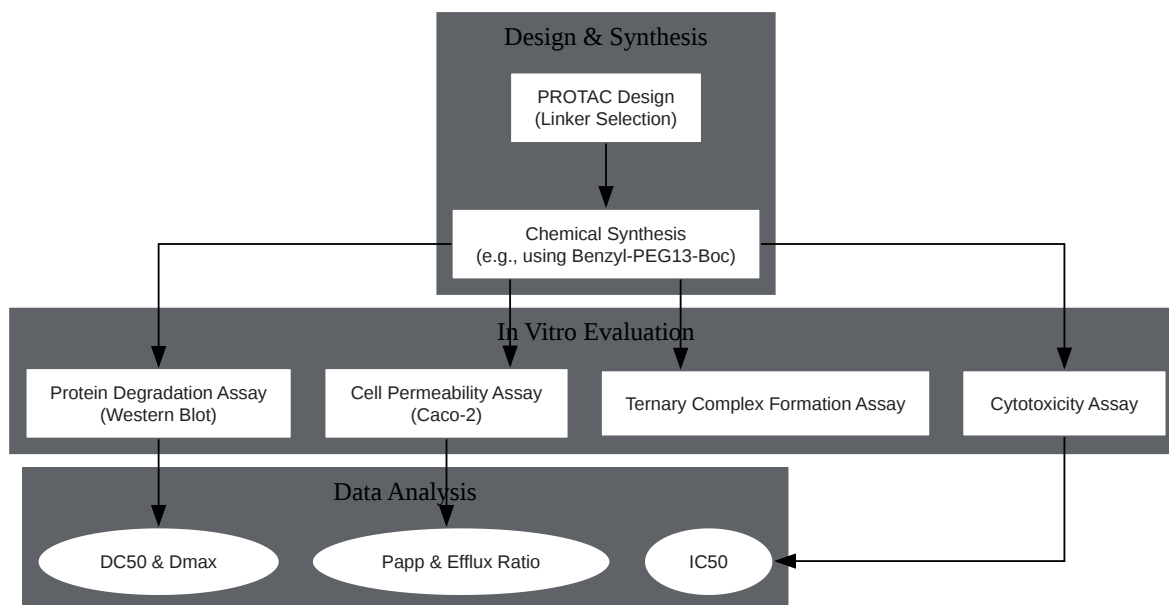 Design & Synthesis
PROTAC Design
(Linker Selection)
Chemical Synthesis
(e.g., using Benzyl-PEG13-Boc)
In Vitro Evaluation
Protein Degradation Assay
(Western Blot)
Cell Permeability Assay
(Caco-2)
Ternary Complex Formation Assay
Cytotoxicity Assay
Data Analysis
DC50 & Dmax
Papp & Efflux Ratio
IC50